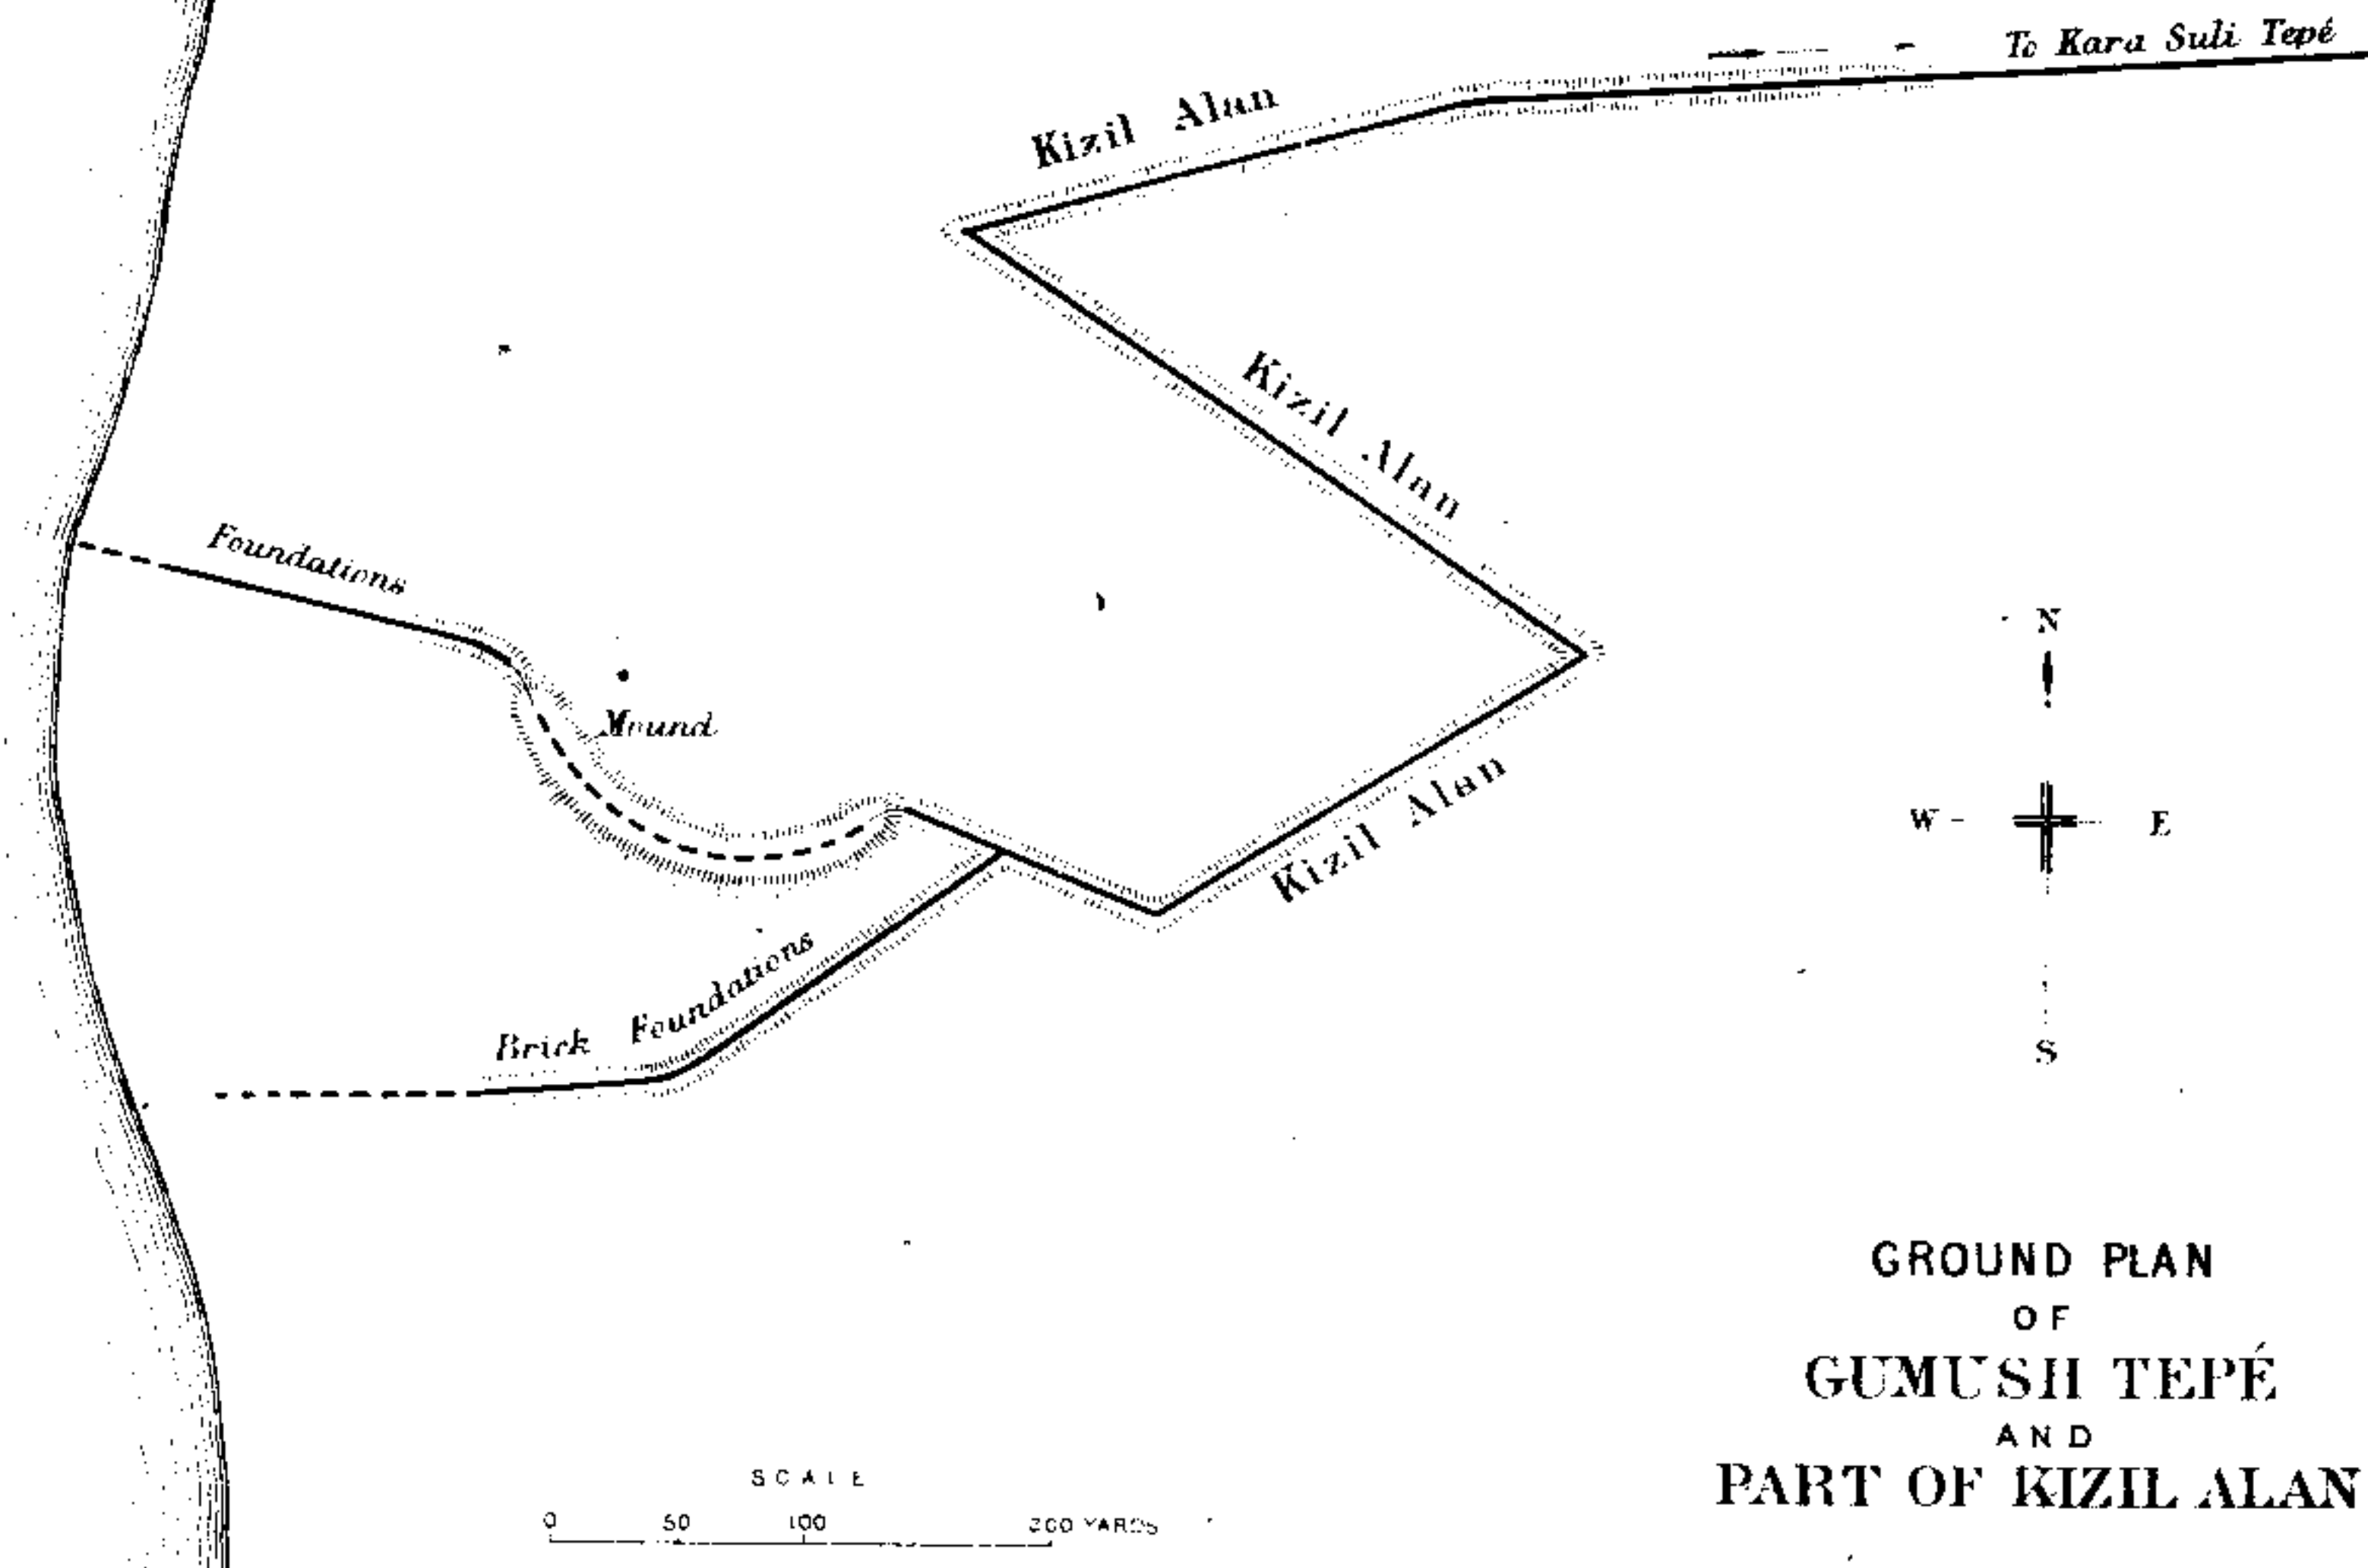 To Kara Suli Tepé
Kizil Alan
Kizil Alan
Foundations
Mound
Kizil Alan
Brick Foundations
N
W E
S
GROUND PLAN
OF
GUMUSH TEPÉ
AND
PART OF KIZIL ALAN
SCALE
0 50 100 200 YARDS